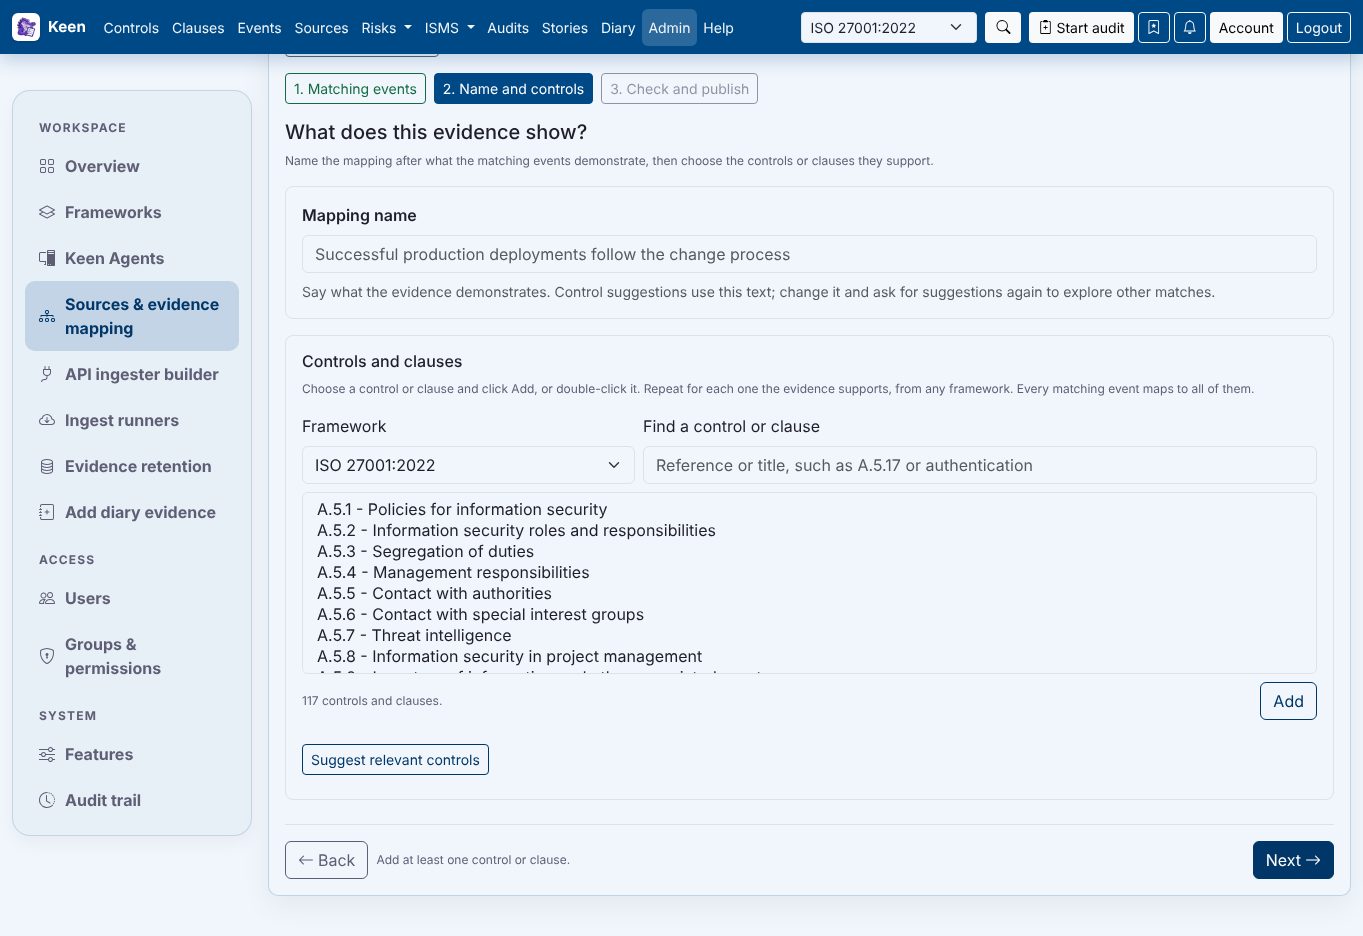 Keen Controls Clauses Events Sources Risks ISMS Audits Stories Diary Admin Help ISO 27001:2022 Start audit Account Logout
WORKSPACE
Overview
Frameworks
Keen Agents
Sources & evidence
mapping
API ingester builder
Ingest runners
Evidence retention
Add diary evidence
ACCESS
Users
Groups &
permissions
SYSTEM
Features
Audit trail
1. Matching events 2. Name and controls 3. Check and publish
What does this evidence show?
Name the mapping after what the matching events demonstrate, then choose the controls or clauses they support.
Mapping name
Successful production deployments follow the change process
Say what the evidence demonstrates. Control suggestions use this text; change it and ask for suggestions again to explore other matches.
Controls and clauses
Choose a control or clause and click Add, or double-click it. Repeat for each one the evidence supports, from any framework. Every matching event maps to all of them.
Framework Find a control or clause
ISO 27001:2022 Reference or title, such as A.5.17 or authentication
A.5.1 - Policies for information security
A.5.2 - Information security roles and responsibilities
A.5.3 - Segregation of duties
A.5.4 - Management responsibilities
A.5.5 - Contact with authorities
A.5.6 - Contact with special interest groups
A.5.7 - Threat intelligence
A.5.8 - Information security in project management
117 controls and clauses. Add
Suggest relevant controls
← Back Add at least one control or clause. Next →